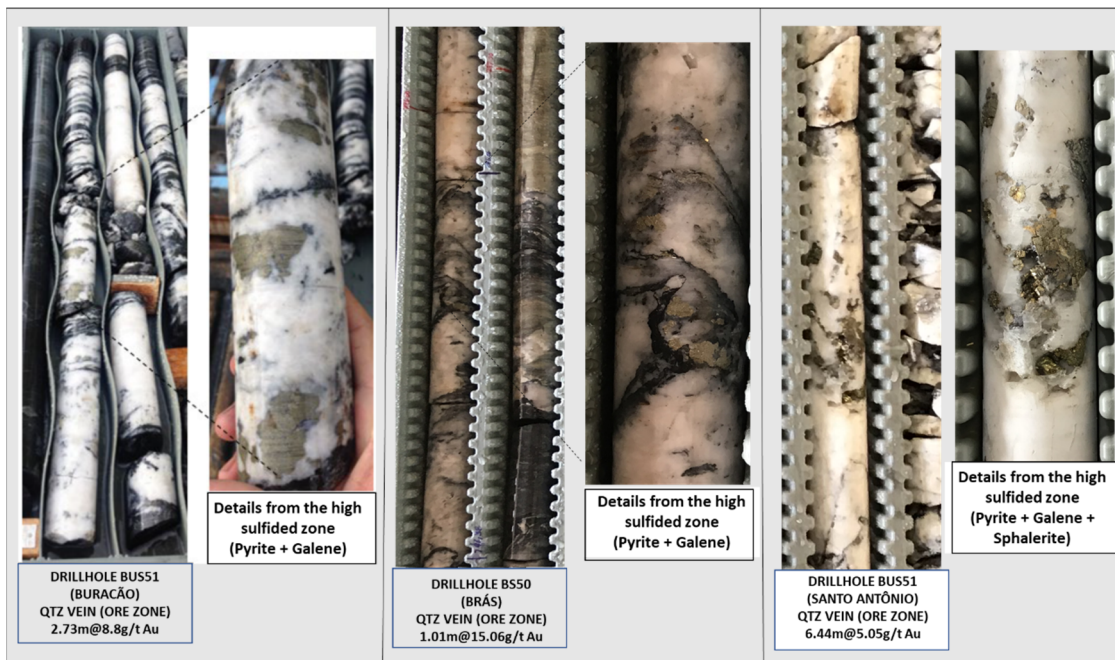 Details from the high
sulfided zone
(Pyrite + Galene)
DRILLHOLE BUS51
(BURACÃO)
QTZ VEIN (ORE ZONE)
2.73m@8.8g/t Au
Details from the high
sulfided zone
(Pyrite + Galene)
DRILLHOLE BS50
(BRÁS)
QTZ VEIN (ORE ZONE)
1.01m@15.06g/t Au
Details from the high
sulfided zone
(Pyrite + Galene +
Sphalerite)
DRILLHOLE BUS51
(SANTO ANTÔNIO)
QTZ VEIN (ORE ZONE)
6.44m@5.05g/t Au